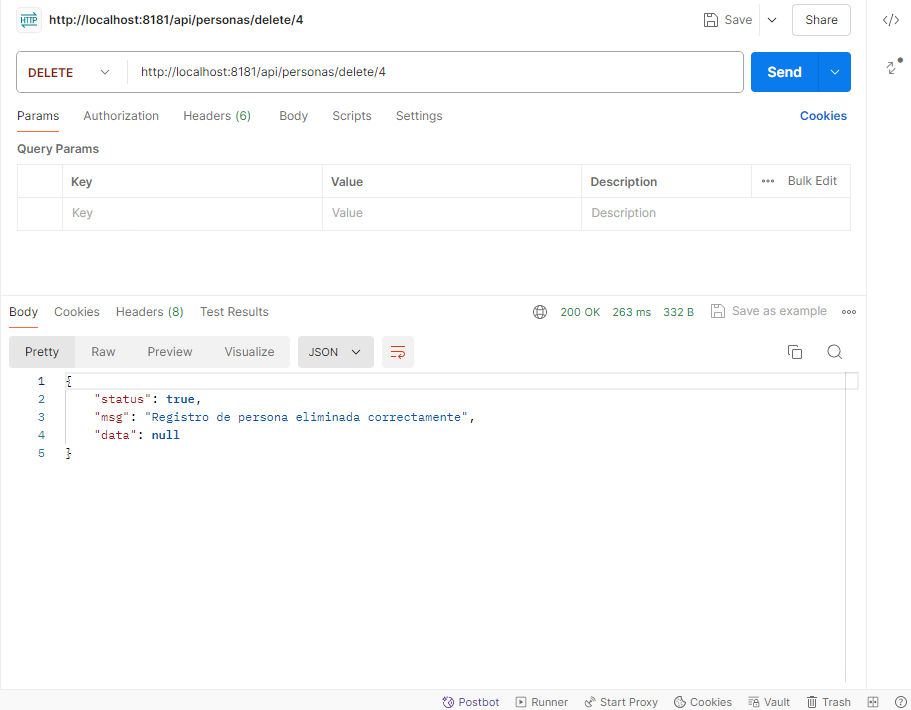 HTTP http://localhost:8181/api/personas/delete/4 Save Share
DELETE http://localhost:8181/api/personas/delete/4 Send
Params Authorization Headers (6) Body Scripts Settings Cookies
Query Params
Key Value Description Bulk Edit
Key Value Description
Body Cookies Headers (8) Test Results 200 OK 263 ms 332 B Save as example
Pretty Raw Preview Visualize JSON
1 {
2 "status": true,
3 "msg": "Registro de persona eliminada correctamente",
4 "data": null
5 }
Postbot Runner Start Proxy Cookies Vault Trash